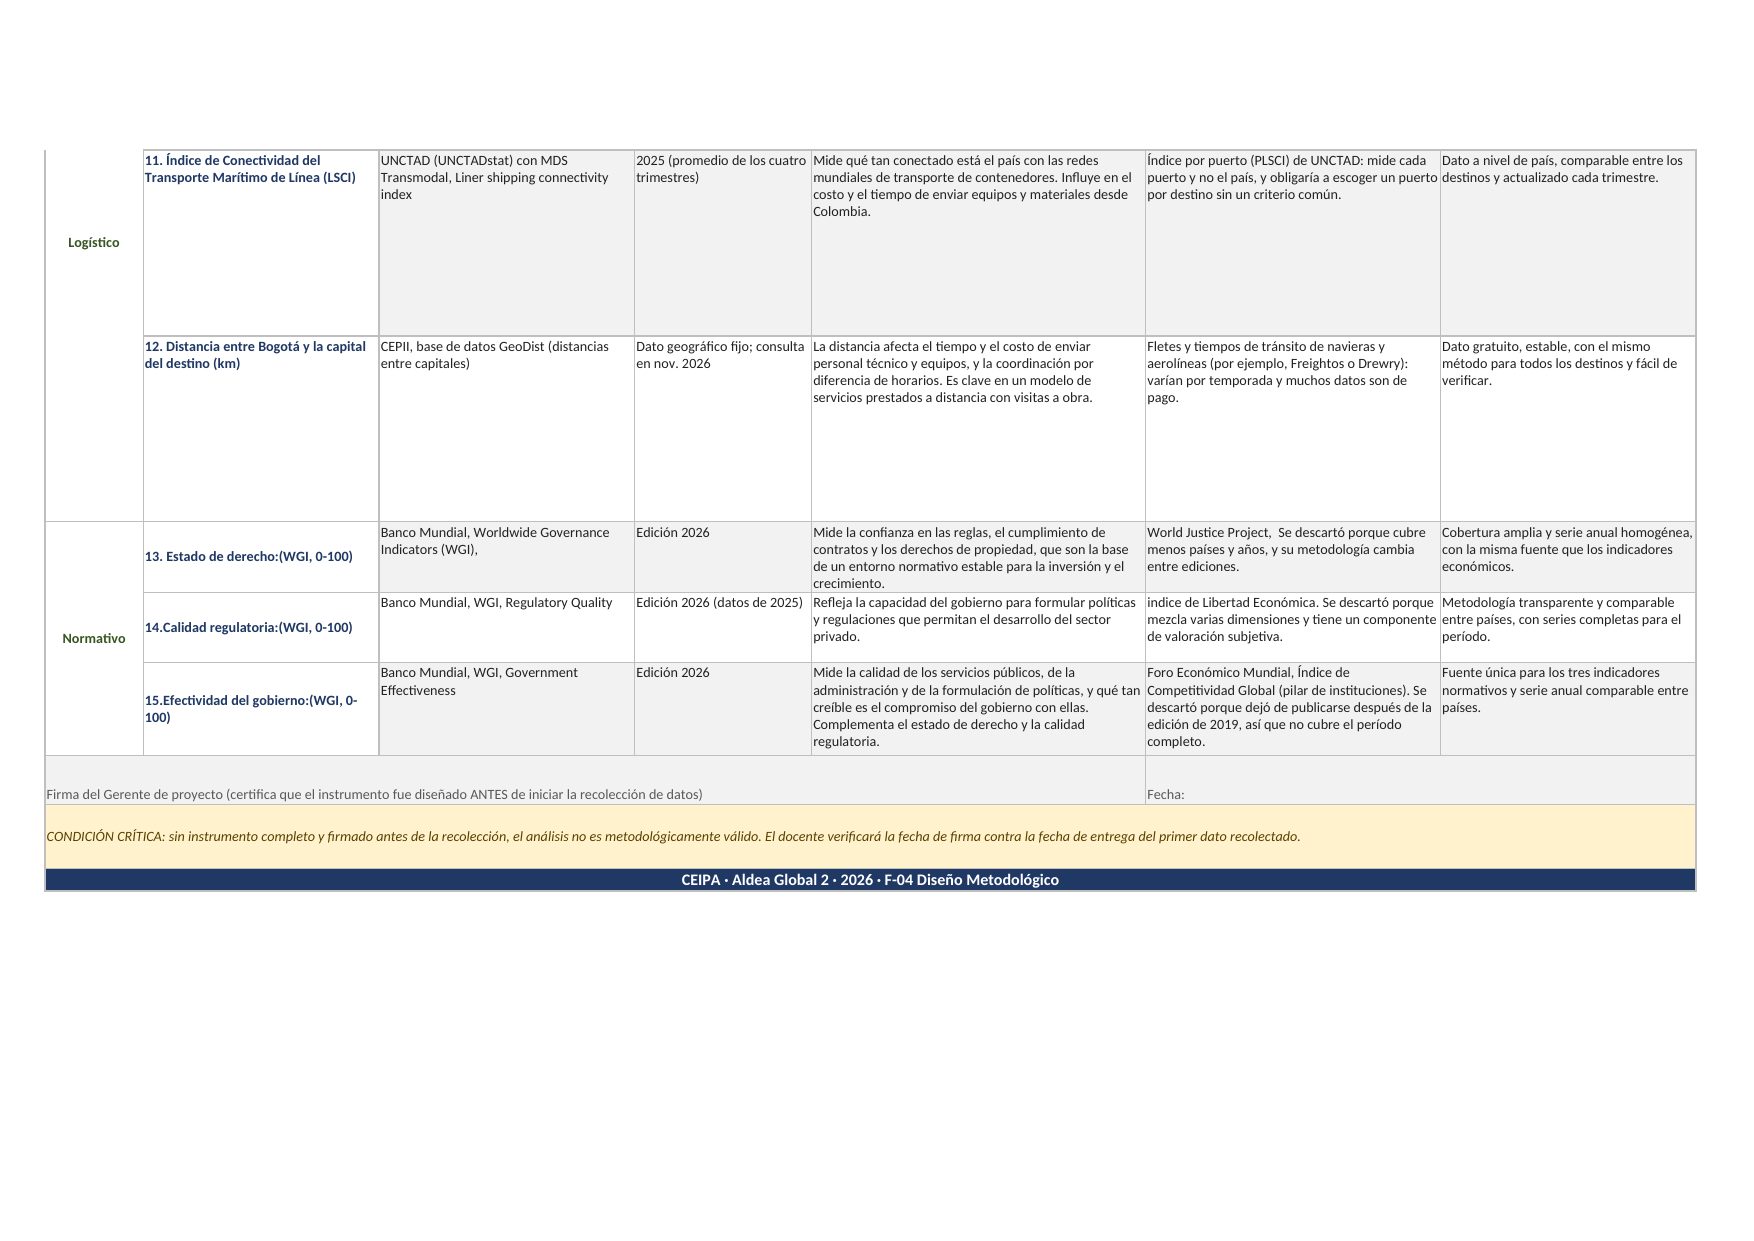 Logístico
11. Índice de Conectividad del
Transporte Marítimo de Línea (LSCI)
UNCTAD (UNCTADstat) con MDS
Transmodal, Liner shipping connectivity
index
2025 (promedio de los cuatro
trimestres)
Mide qué tan conectado está el país con las redes
mundiales de transporte de contenedores. Influye en el
costo y el tiempo de enviar equipos y materiales desde
Colombia.
Índice por puerto (PLSCI) de UNCTAD: mide cada
puerto y no el país, y obligaría a escoger un puerto
por destino sin un criterio común.
Dato a nivel de país, comparable entre los
destinos y actualizado cada trimestre.
12. Distancia entre Bogotá y la capital
del destino (km)
CEPII, base de datos GeoDist (distancias
entre capitales)
Dato geográfico fijo; consulta
en nov. 2026
La distancia afecta el tiempo y el costo de enviar
personal técnico y equipos, y la coordinación por
diferencia de horarios. Es clave en un modelo de
servicios prestados a distancia con visitas a obra.
Fletes y tiempos de tránsito de navieras y
aerolíneas (por ejemplo, Freightos o Drewry):
varían por temporada y muchos datos son de
pago.
Dato gratuito, estable, con el mismo
método para todos los destinos y fácil de
verificar.
Normativo
13. Estado de derecho:(WGI, 0-100)
Banco Mundial, Worldwide Governance
Indicators (WGI),
Edición 2026
Mide la confianza en las reglas, el cumplimiento de
contratos y los derechos de propiedad, que son la base
de un entorno normativo estable para la inversión y el
crecimiento.
World Justice Project,  Se descartó porque cubre
menos países y años, y su metodología cambia
entre ediciones.
Cobertura amplia y serie anual homogénea,
con la misma fuente que los indicadores
económicos.
14.Calidad regulatoria:(WGI, 0-100)
Banco Mundial, WGI, Regulatory Quality
Edición 2026 (datos de 2025)
Refleja la capacidad del gobierno para formular políticas
y regulaciones que permitan el desarrollo del sector
privado.
indice de Libertad Económica. Se descartó porque
mezcla varias dimensiones y tiene un componente
de valoración subjetiva.
Metodología transparente y comparable
entre países, con series completas para el
período.
15.Efectividad del gobierno:(WGI, 0-
100)
Banco Mundial, WGI, Government
Effectiveness
Edición 2026
Mide la calidad de los servicios públicos, de la
administración y de la formulación de políticas, y qué tan
creíble es el compromiso del gobierno con ellas.
Complementa el estado de derecho y la calidad
regulatoria.
Foro Económico Mundial, Índice de
Competitividad Global (pilar de instituciones). Se
descartó porque dejó de publicarse después de la
edición de 2019, así que no cubre el período
completo.
Fuente única para los tres indicadores
normativos y serie anual comparable entre
países.
Firma del Gerente de proyecto (certifica que el instrumento fue diseñado ANTES de iniciar la recolección de datos)
Fecha:
CONDICIÓN CRÍTICA: sin instrumento completo y firmado antes de la recolección, el análisis no es metodológicamente válido. El docente verificará la fecha de firma contra la fecha de entrega del primer dato recolectado.
CEIPA · Aldea Global 2 · 2026 · F-04 Diseño Metodológico